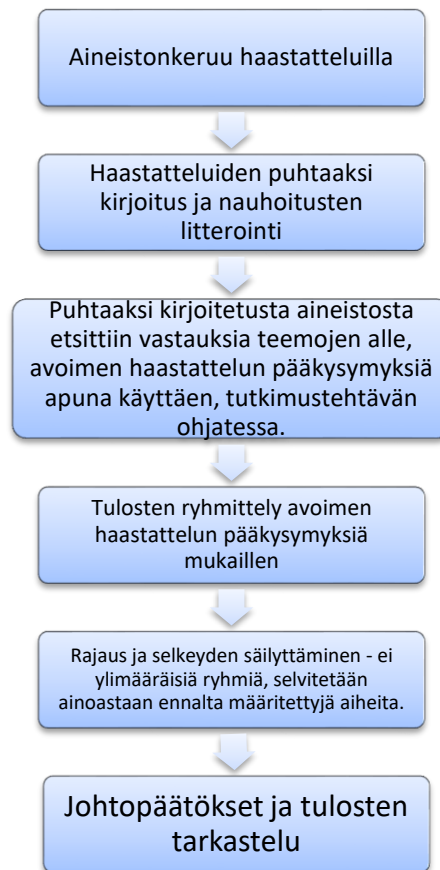 Aineistonkeruu haastatteluilla
Haastatteluiden puhtaaksi
kirjoitus ja nauhoitusten
litterointi
Puhtaaksi kirjoitetusta aineistosta
etsittiin vastauksia teemojen alle,
avoimen haastattelun pääkysymyksiä
apuna käyttäen, tutkimustehtävän
ohjatessa.
Tulosten ryhmittely avoimen
haastattelun pääkysymyksiä
mukaillen
Rajaus ja selkeyden säilyttäminen - ei
ylimääräisiä ryhmiä, selvitetään
ainoastaan ennalta määritettyjä aiheita.
Johtopäätökset ja tulosten
tarkastelu